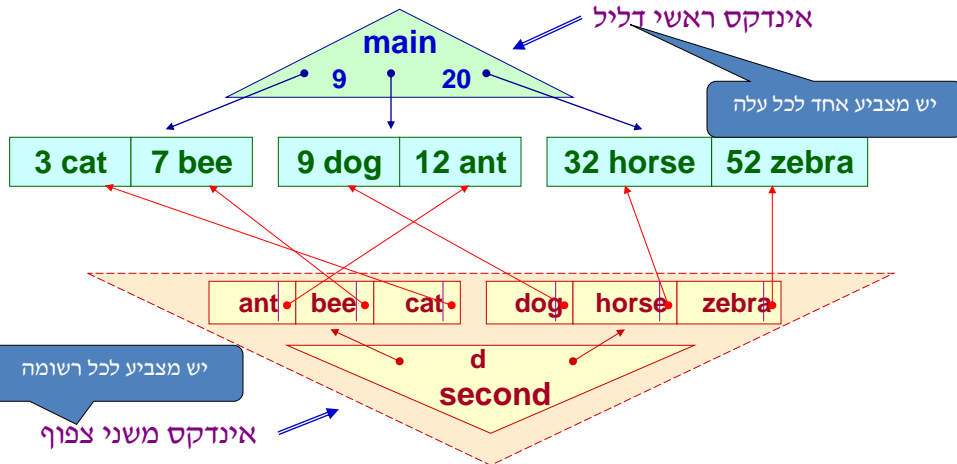 אינדקס ראשי דליל
main
9 20
יש מצביע אחד לכל עלה
3 cat 7 bee 9 dog 12 ant 32 horse 52 zebra
ant bee cat dog horse zebra
d
second
יש מצביע לכל רשומה
אינדקס משני צפוף